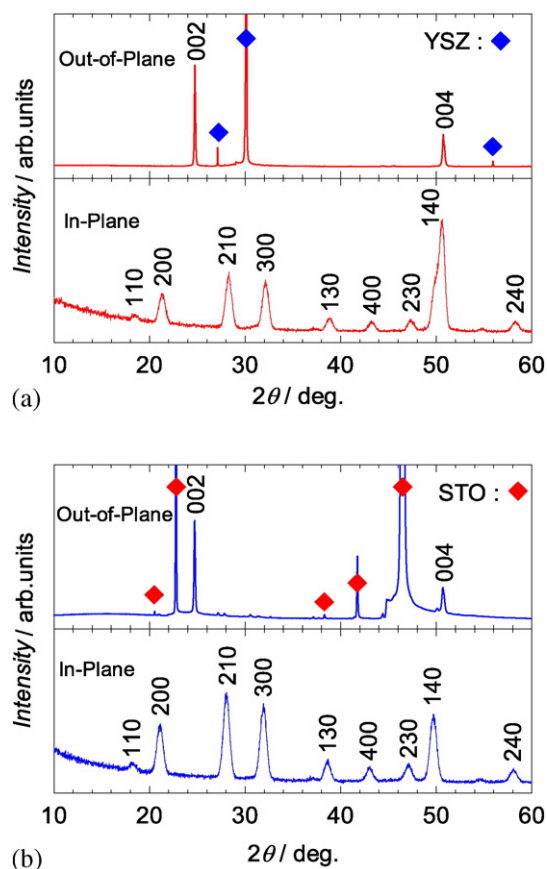 Out-of-Plane
002
YSZ :
004
In-Plane
110
200
210
300
130
400
230
140
240
Intensity / arb.units
10 20 30 40 50 60
2θ / deg.
(a)
Out-of-Plane
002
STO :
004
In-Plane
110
200
210
300
130
400
230
140
240
Intensity / arb.units
10 20 30 40 50 60
2θ / deg.
(b)